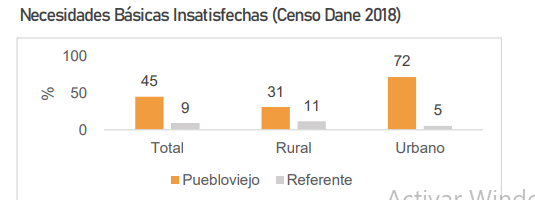 Necesidades Básicas Insatisfechas (Censo Dane 2018)
100
50
0
%
45
9
31
11
72
5
Total
Rural
Urbano
Puebloviejo
Referente
Activar